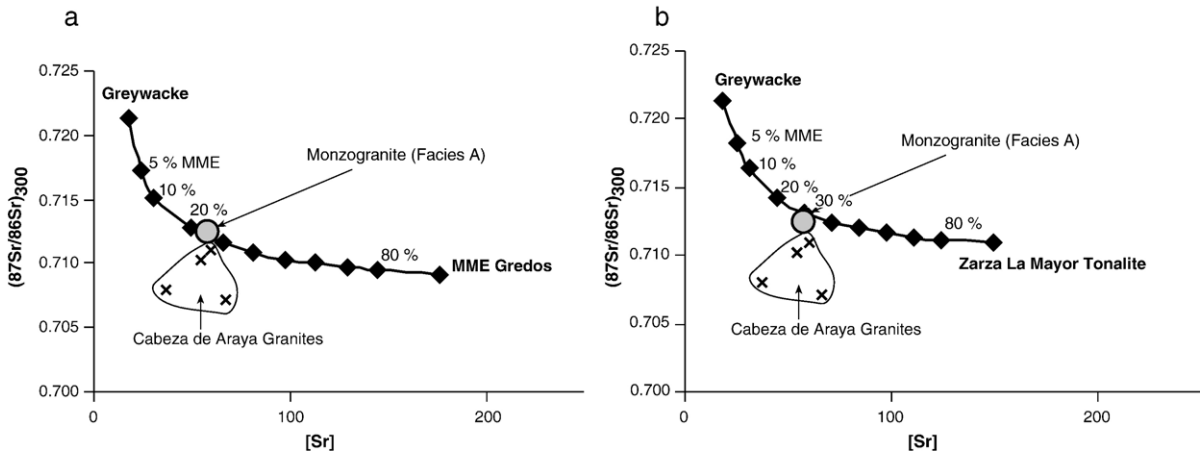 a
0.725
0.720
0.715
0.710
0.705
0.700
(87Sr/86Sr)300
Greywacke
5 % MME
10 %
20 %
Monzogranite (Facies A)
80 %
MME Gredos
Cabeza de Araya Granites
0
100
200
[Sr]
b
0.725
0.720
0.715
0.710
0.705
0.700
(87Sr/86Sr)300
Greywacke
5 % MME
10 %
20 %
30 %
Monzogranite (Facies A)
80 %
Zarza La Mayor Tonalite
Cabeza de Araya Granites
0
100
200
[Sr]